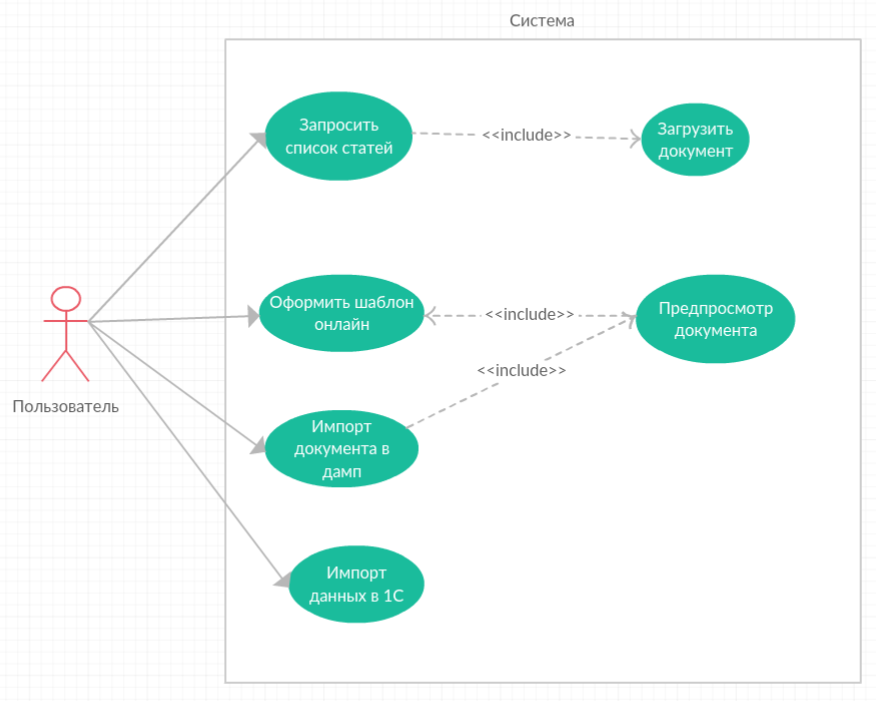 Система
Запросить
список статей
<<include>>
Загрузить
документ
Оформить шаблон
онлайн
<<include>>
Предпросмотр
документа
<<include>>
Пользователь
Импорт
документа в
дамп
Импорт
данных в 1С